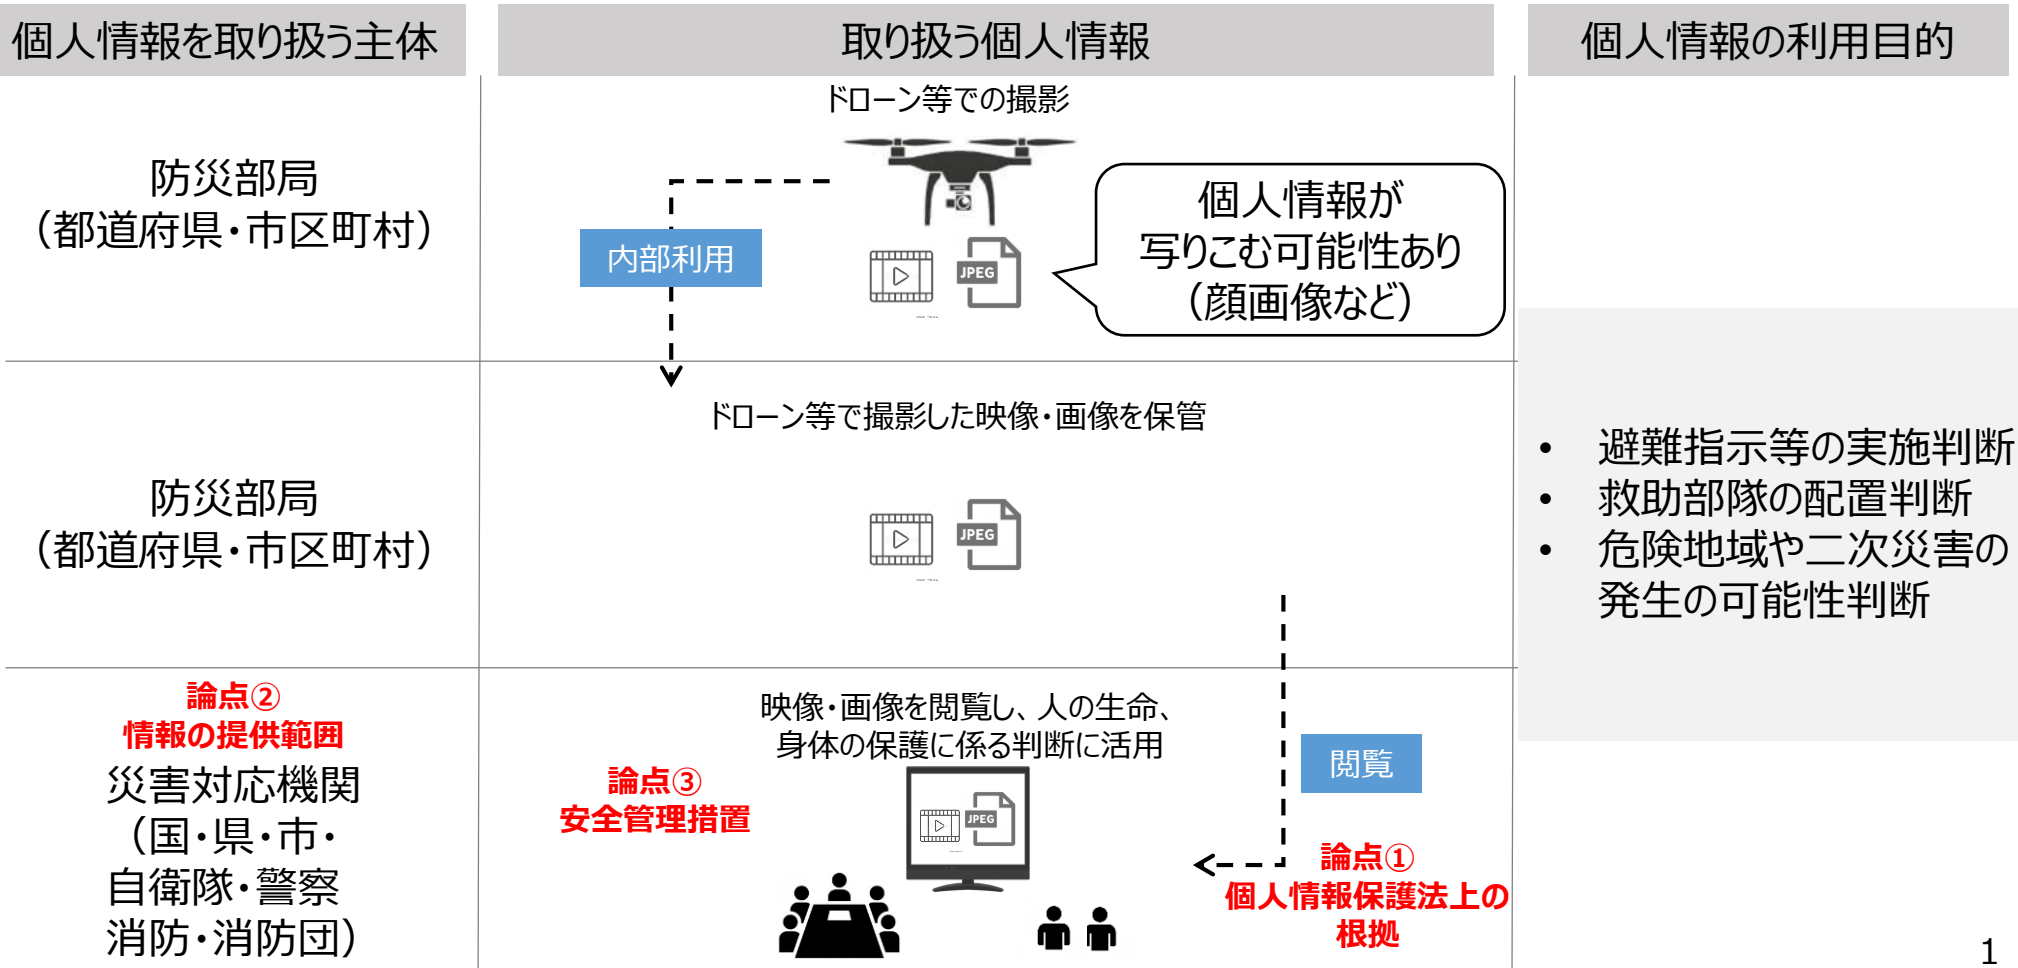 個人情報を取り扱う主体
取り扱う個人情報
個人情報の利用目的
防災部局
（都道府県・市区町村）
ドローン等での撮影
内部利用
JPEG
個人情報が
写りこむ可能性あり
（顔画像など）
防災部局
（都道府県・市区町村）
ドローン等で撮影した映像・画像を保管
JPEG
• 避難指示等の実施判断
• 救助部隊の配置判断
• 危険地域や二次災害の
発生の可能性判断
論点②
情報の提供範囲
災害対応機関
（国・県・市・
自衛隊・警察
消防・消防団）
映像・画像を閲覧し、人の生命、
身体の保護に係る判断に活用
論点③
安全管理措置
JPEG
閲覧
論点①
個人情報保護法上の
根拠
1